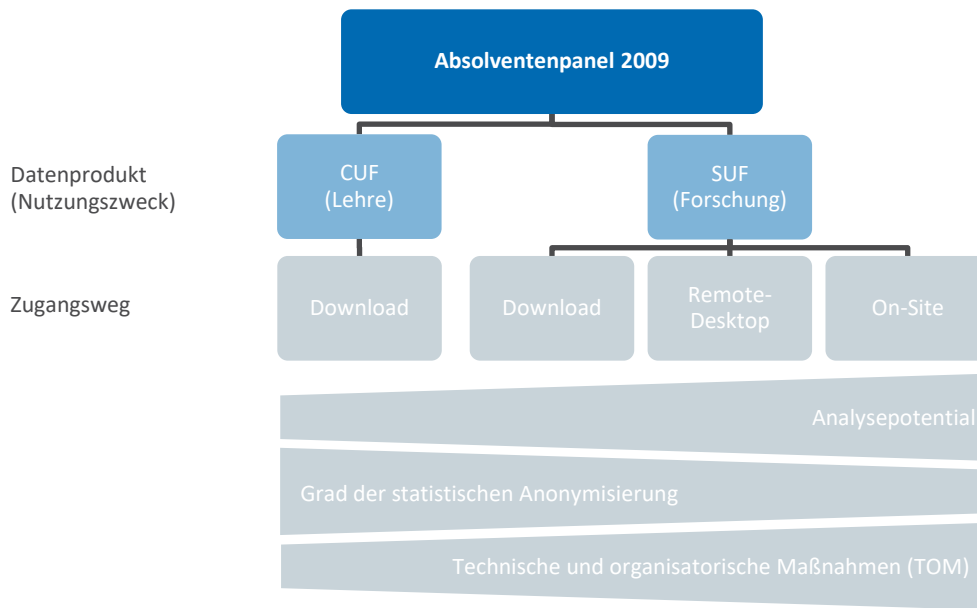 Absolventenpanel 2009
Datenprodukt
(Nutzungszweck)
CUF
(Lehre)
SUF
(Forschung)
Zugangsweg
Download
Download
Remote-
Desktop
On-Site
Analysepotential
Grad der statistischen Anonymisierung
Technische und organisatorische Maßnahmen (TOM)